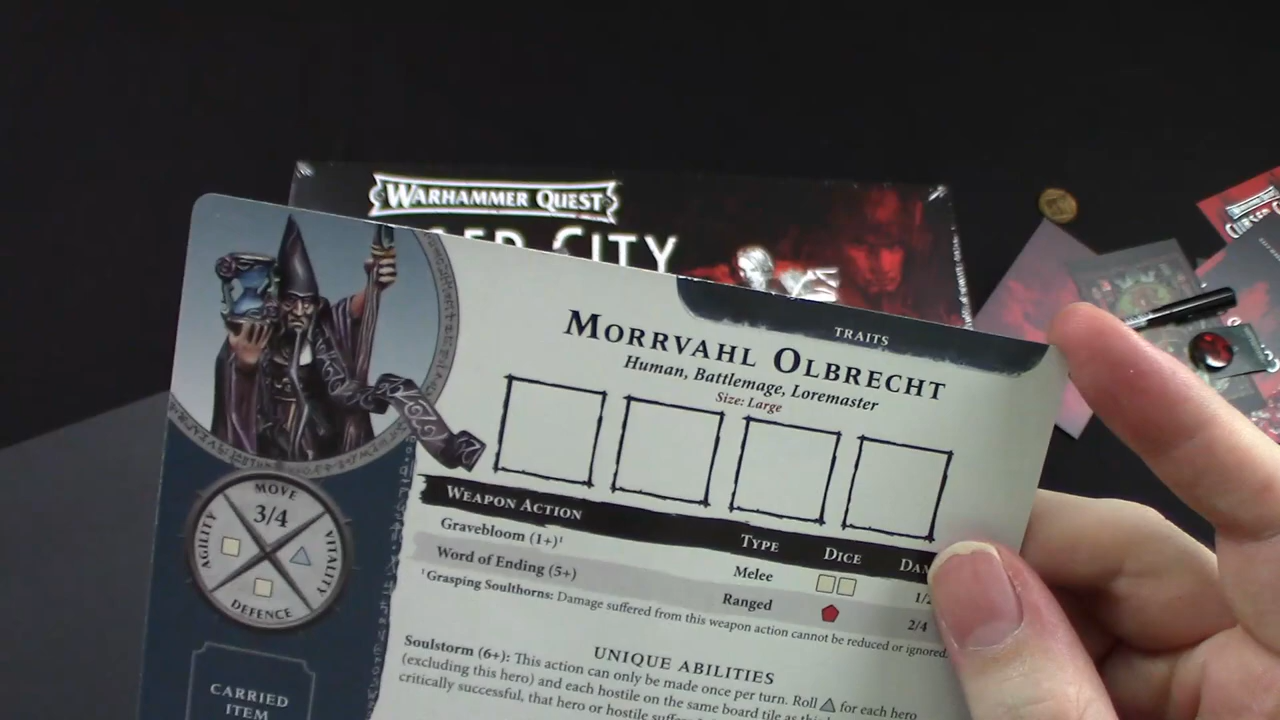 WARHAMMER QUEST
CITY
TRAITS
MORRVAHL OLBRECHT
Human, Battlemage, Loremaster
Size: Large
MOVE
3/4
AGILITY
VITALITY
DEFENCE
CARRIED
ITEM
WEAPON ACTION TYPE DICE
Gravebloom (1+)¹ Melee 1/2
Word of Ending (5+) Ranged 2/4
¹Grasping Soulthorns: Damage suffered from this weapon action cannot be reduced or ignored.
UNIQUE ABILITIES
Soulstorm (6+): This action can only be made once per turn. Roll for each hero
(excluding this hero) and each hostile on the same board tile as this
critically successful, that hero or hostile